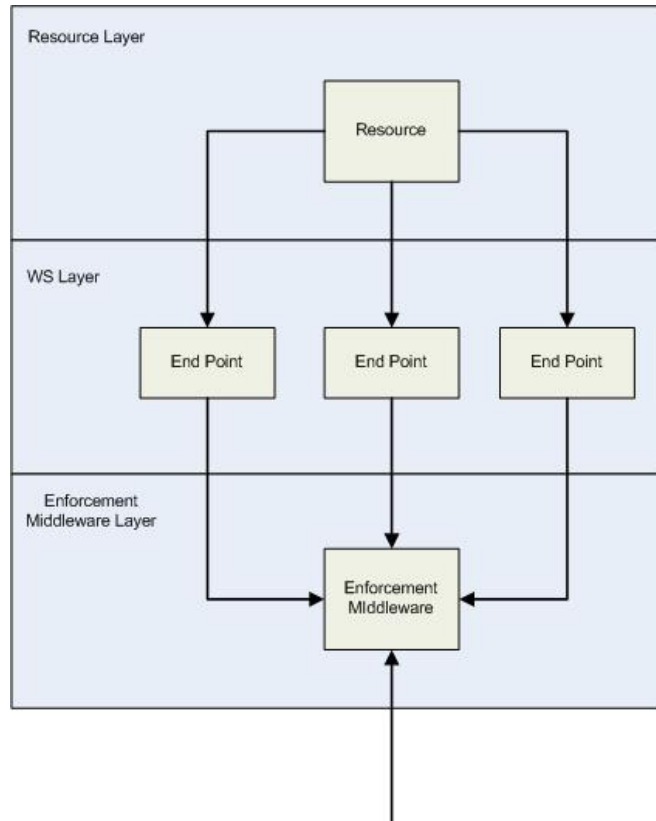 Resource Layer
Resource
WS Layer
End Point
End Point
End Point
Enforcement
Middleware Layer
Enforcement
MIddleware